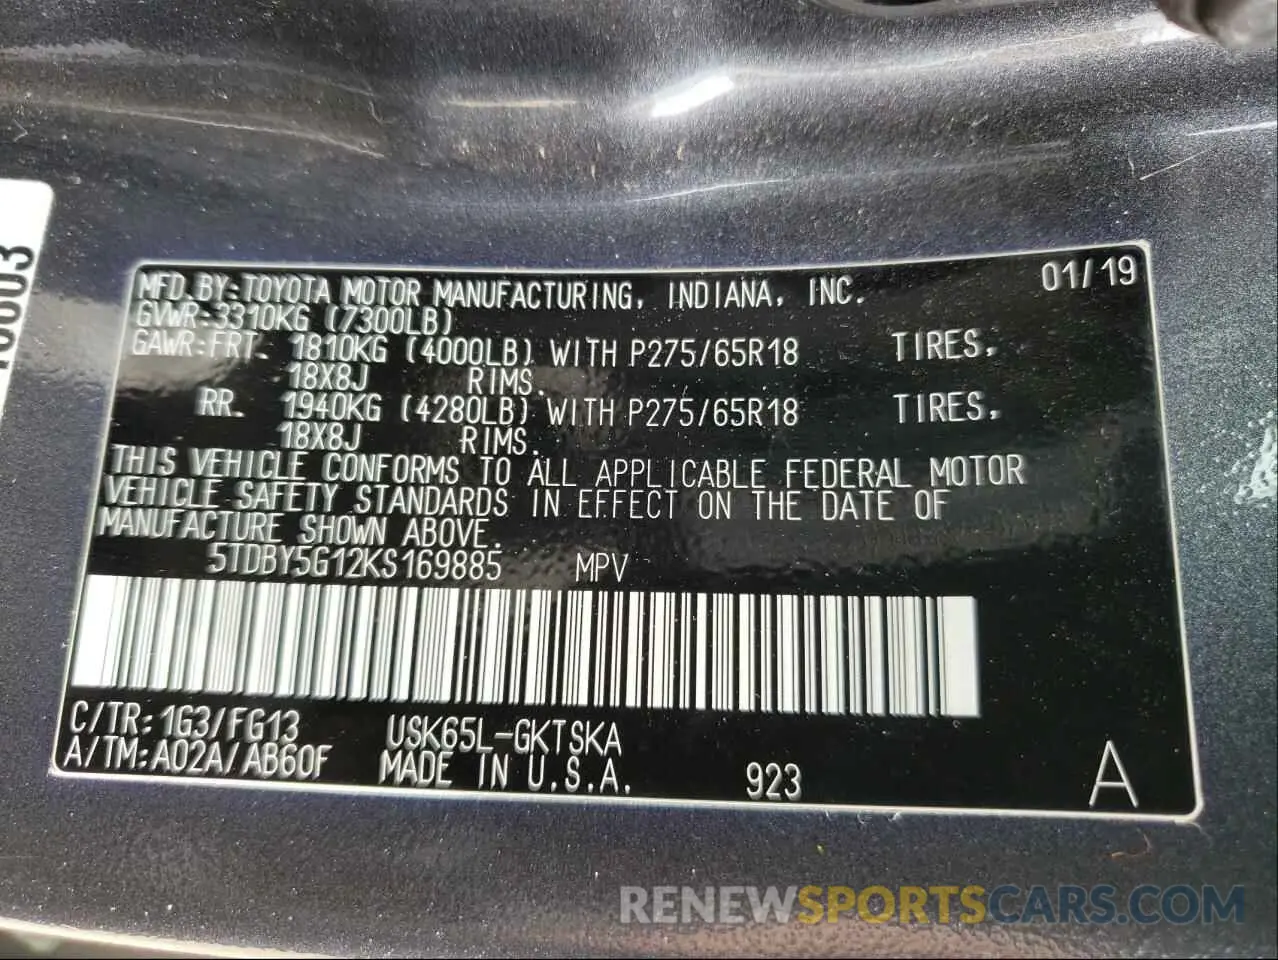 MFD.BY:TOYOTA MOTOR MANUFACTURING, INDIANA, INC. 01/19
GVWR:3310KG (7300LB)
GAWR:FRT. 1810KG (4000LB) WITH P275/65R18 TIRES,
18X8J RIMS.
RR. 1940KG (4280LB) WITH P275/65R18 TIRES,
18X8J RIMS.
THIS VEHICLE CONFORMS TO ALL APPLICABLE FEDERAL MOTOR
VEHICLE SAFETY STANDARDS IN EFFECT ON THE DATE OF
MANUFACTURE SHOWN ABOVE.
5TDBY5G12KS169885 MPV
C/TR:1G3/FG13 USK65L-GKTSKA
A/TM:A02A/AB60F MADE IN U.S.A. 923 A
RENEWSPORTSCARS.COM